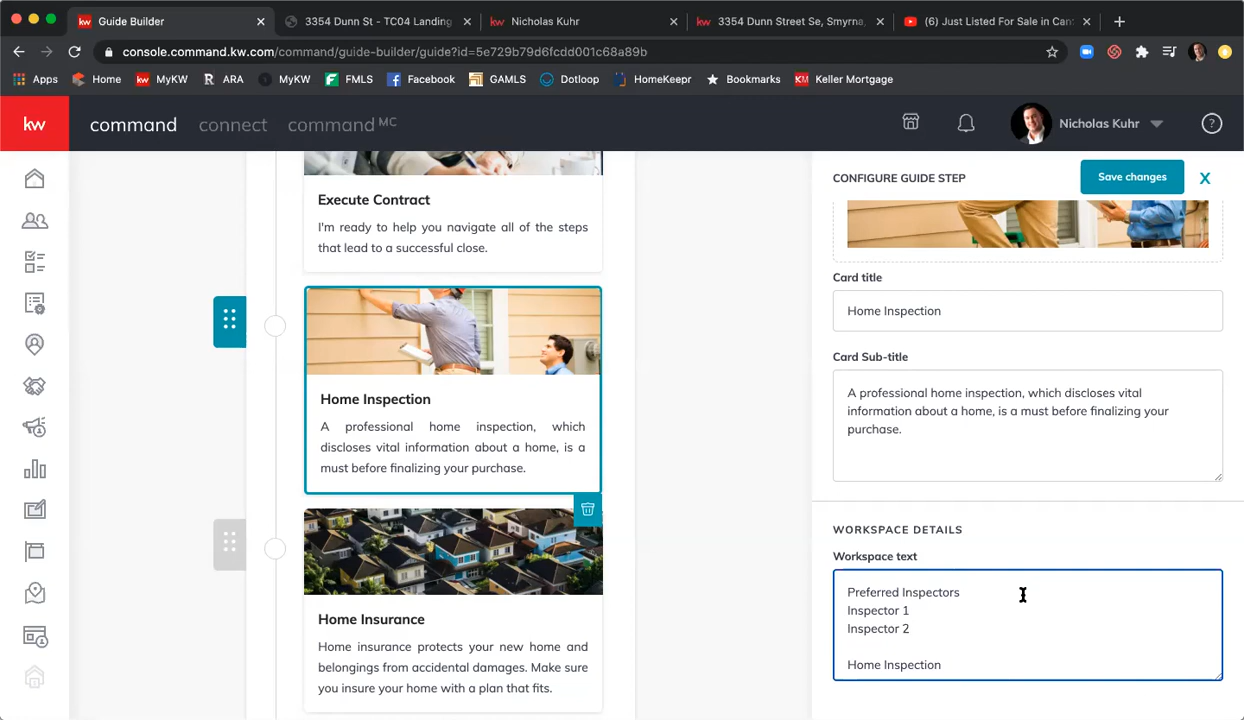 Guide Builder
3354 Dunn St - TC04 Landing
Nicholas Kuhr
3354 Dunn Street Se, Smyrna,
(6) Just Listed For Sale in Can
console.command.kw.com/command/guide-builder/guide?id=5e729b79d6fcdd001c68a89b
Apps
Home
MyKW
ARA
MyKW
FMLS
Facebook
GAMLS
Dotloop
HomeKeepr
Bookmarks
Keller Mortgage
kw
command
connect
command MC
Nicholas Kuhr
Execute Contract
I'm ready to help you navigate all of the steps
that lead to a successful close.
Home Inspection
A professional home inspection, which
discloses vital information about a home, is a
must before finalizing your purchase.
Home Insurance
Home insurance protects your new home and
belongings from accidental damages. Make sure
you insure your home with a plan that fits.
CONFIGURE GUIDE STEP
Save changes
X
Card title
Home Inspection
Card Sub-title
A professional home inspection, which discloses vital
information about a home, is a must before finalizing your
purchase.
WORKSPACE DETAILS
Workspace text
Preferred Inspectors
Inspector 1
Inspector 2
Home Inspection